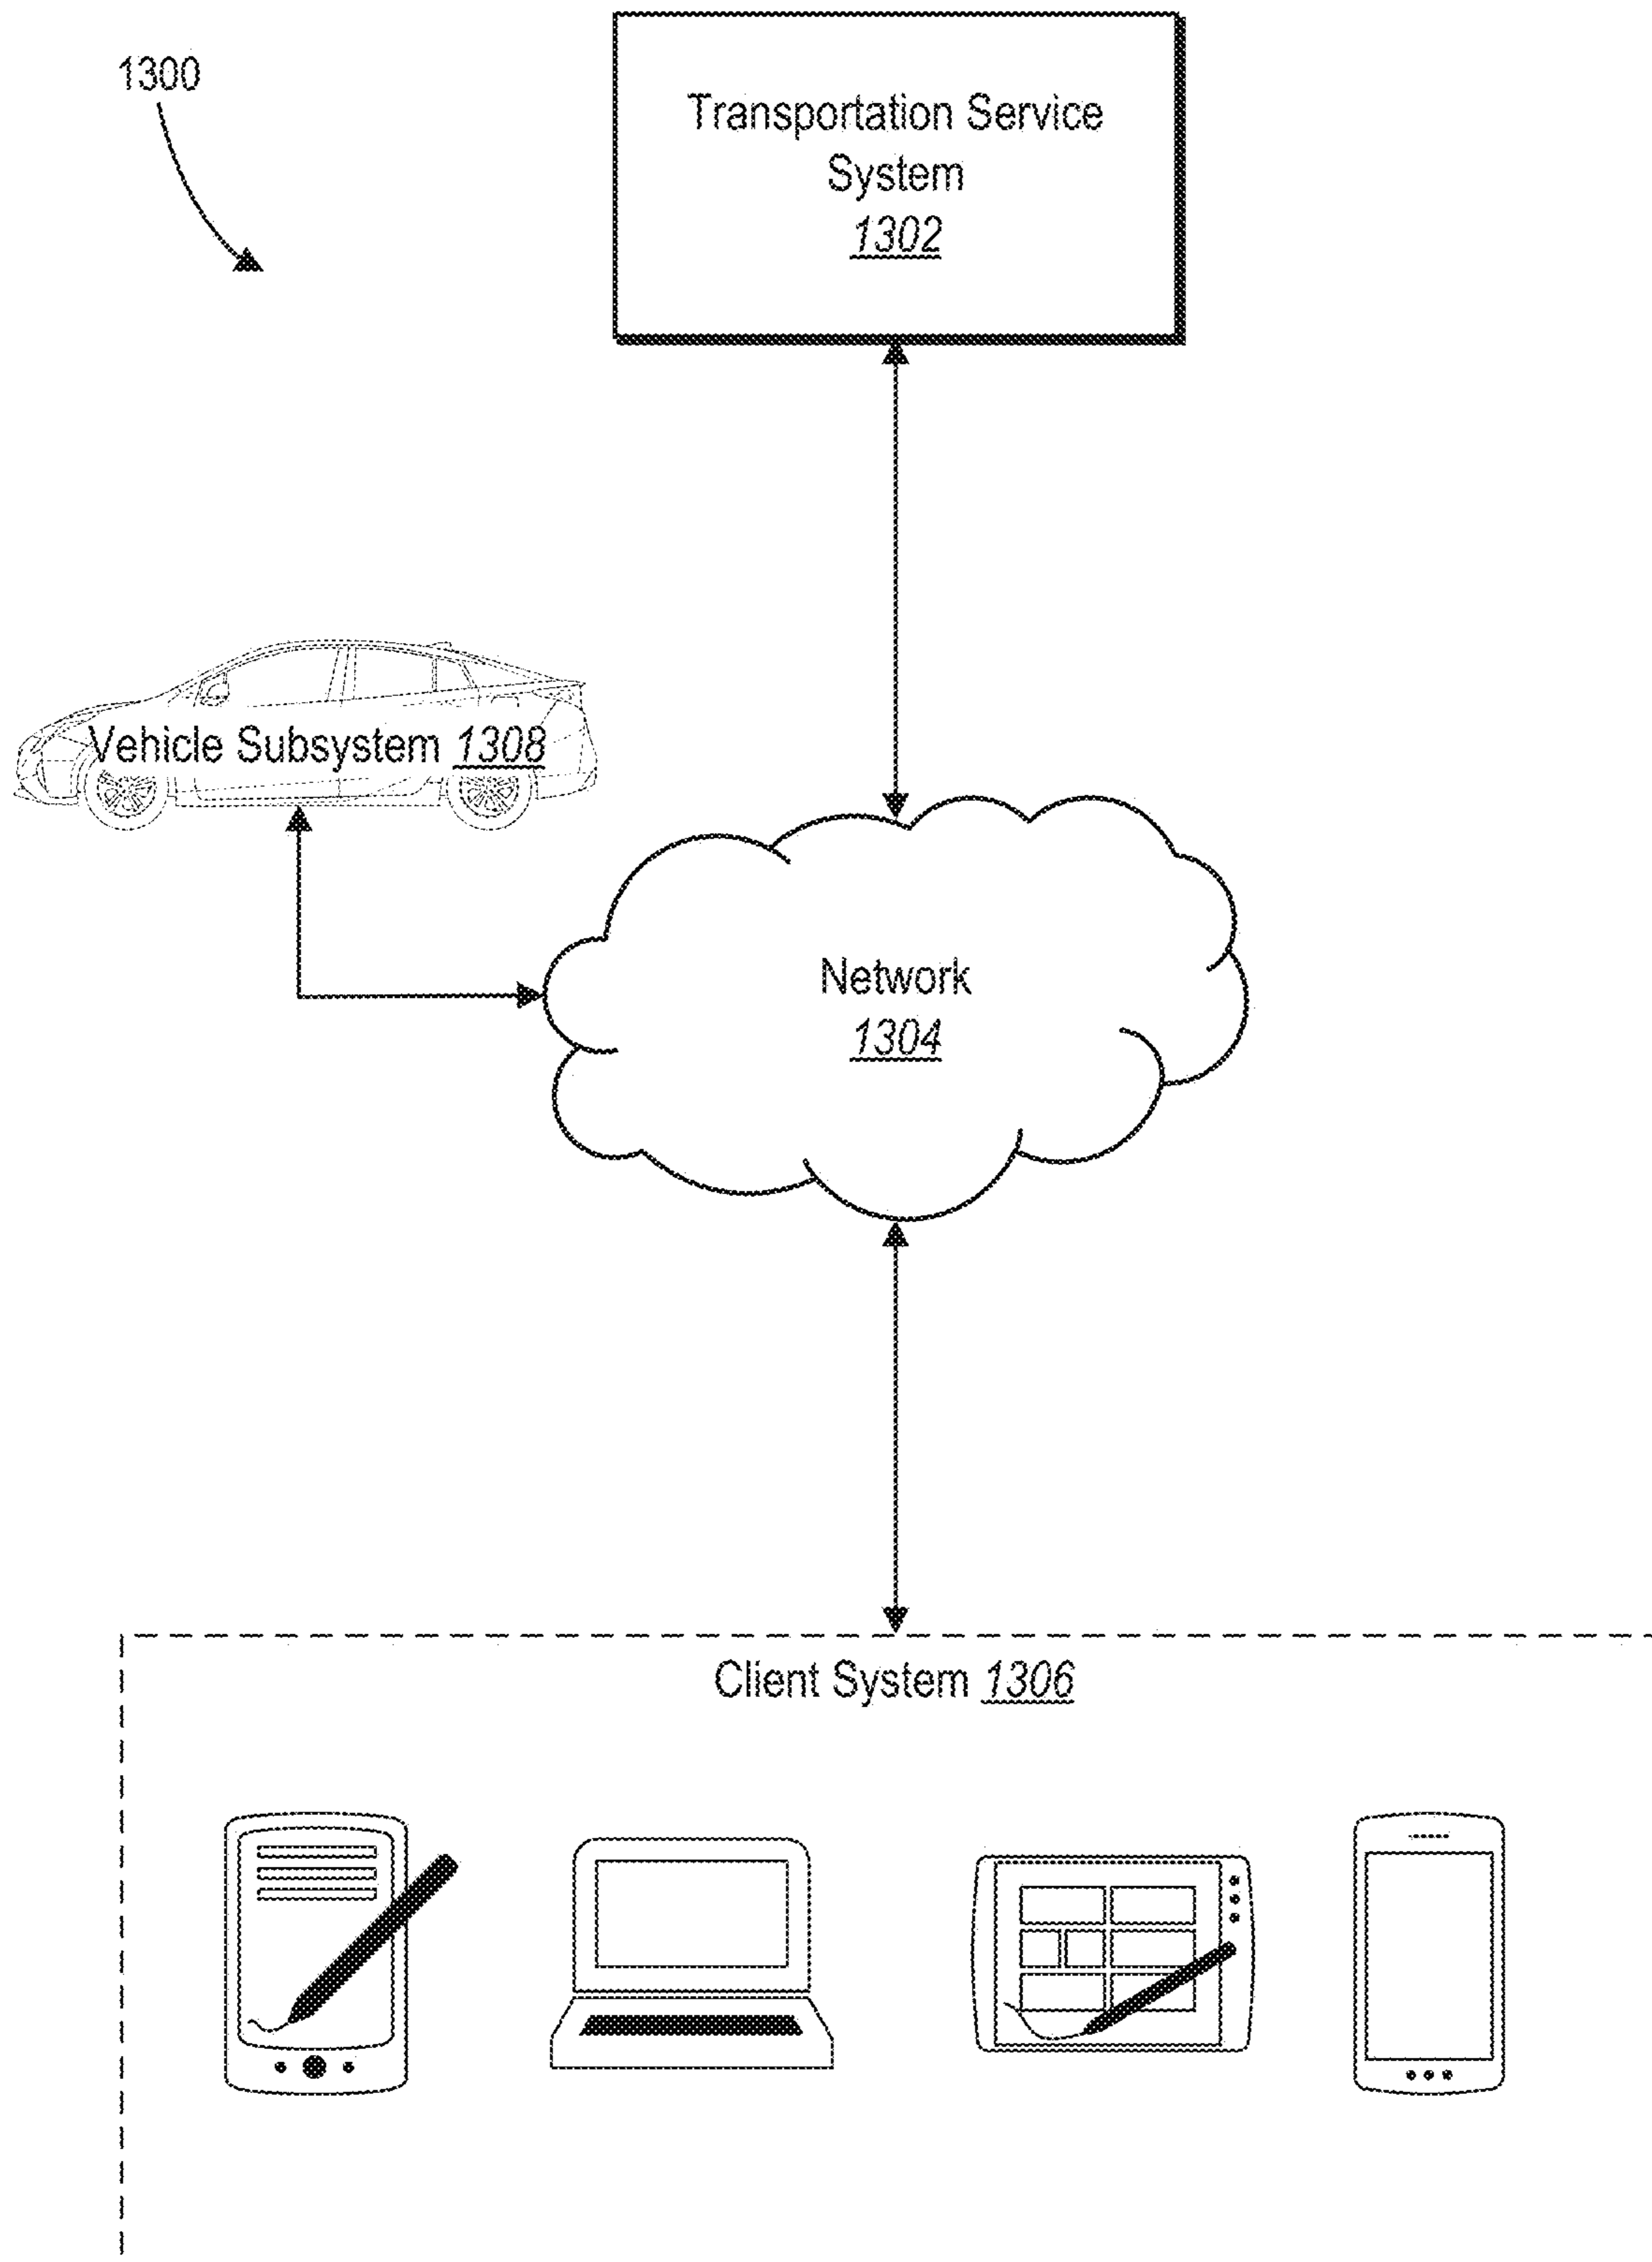 1300
Transportation Service
System
1302
Vehicle Subsystem 1308
Network
1304
Client System 1306